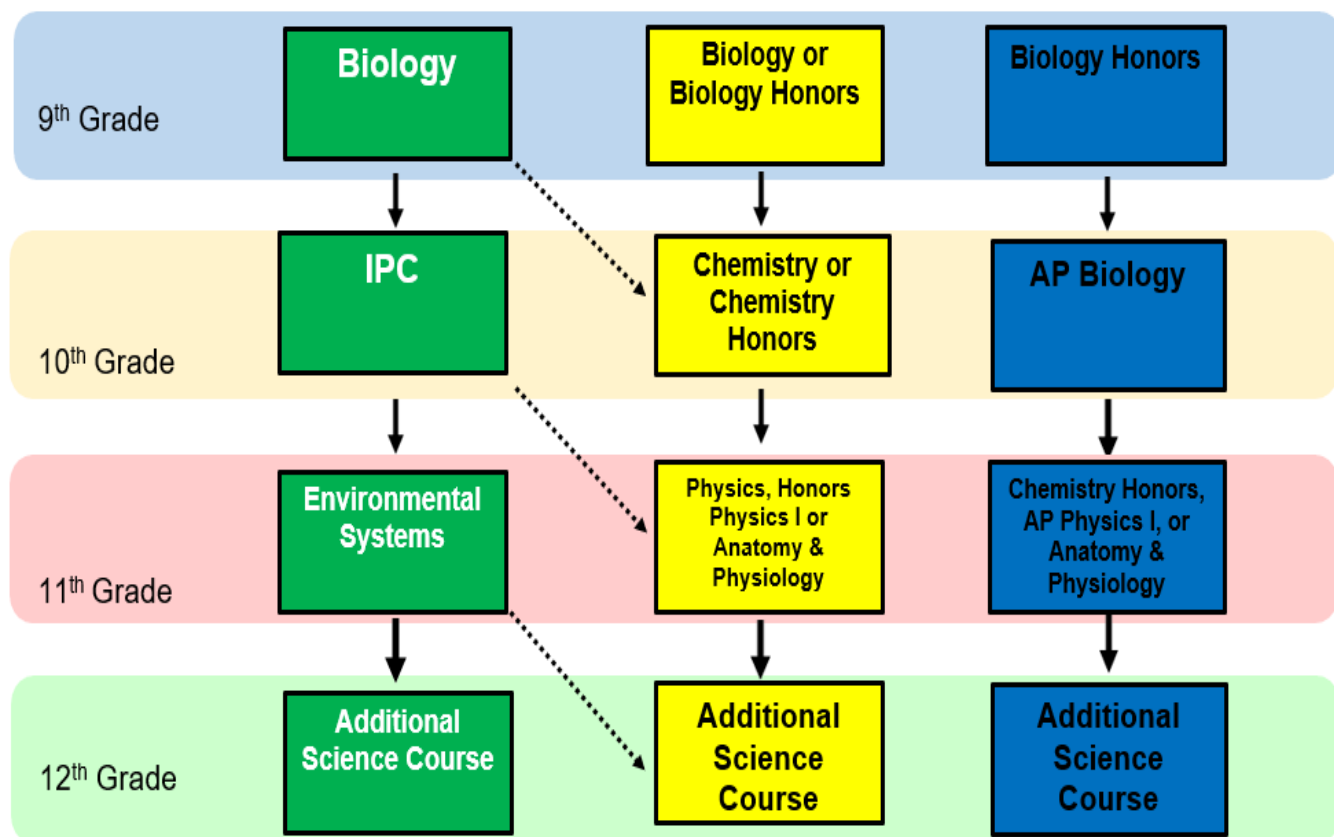 9th Grade
Biology
Biology or
Biology Honors
Biology Honors
10th Grade
IPC
Chemistry or
Chemistry
Honors
AP Biology
11th Grade
Environmental
Systems
Physics, Honors
Physics I or
Anatomy &
Physiology
Chemistry Honors,
AP Physics I, or
Anatomy &
Physiology
12th Grade
Additional
Science Course
Additional
Science
Course
Additional
Science
Course